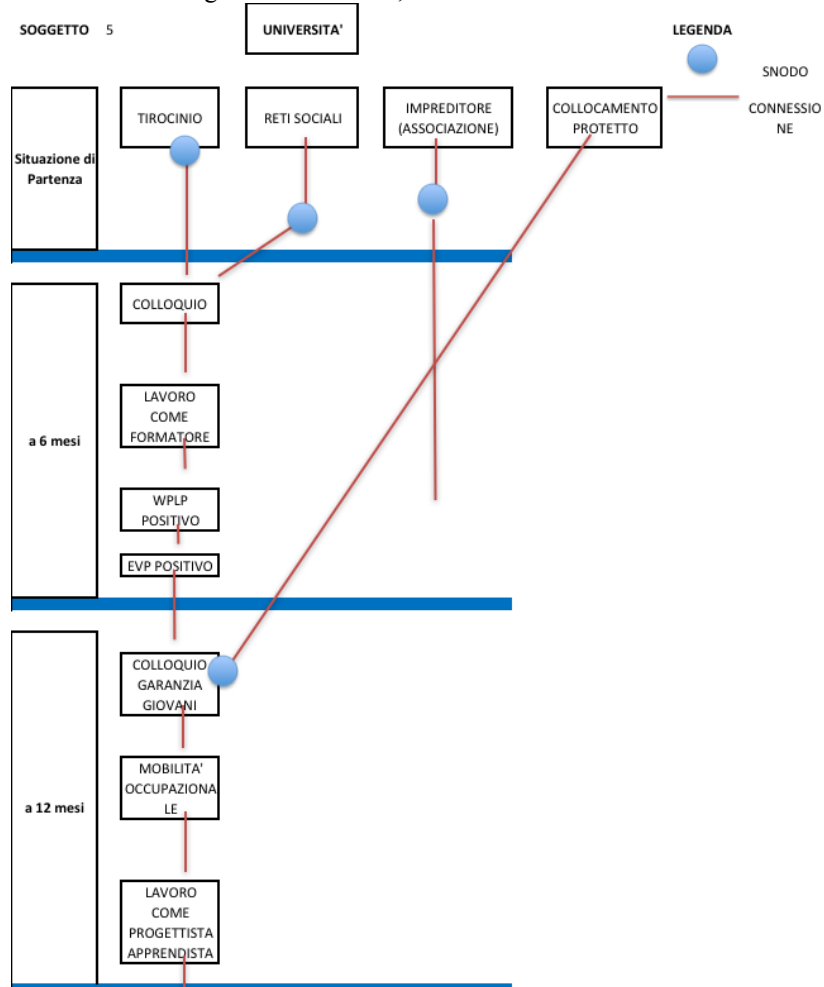 SOGGETTO 5
UNIVERSITA'
LEGENDA
SNODO
CONNESSIO
NE
TIROCINIO
RETI SOCIALI
IMPREDITORE
(ASSOCIAZIONE)
COLLOCAMENTO
PROTETTO
Situazione di
Partenza
COLLOQUIO
LAVORO
COME
FORMATORE
a 6 mesi
WPLP
POSITIVO
EVP POSITIVO
COLLOQUIO
GARANZIA
GIOVANI
MOBILITA'
OCCUPAZIONA
LE
a 12 mesi
LAVORO
COME
PROGETTISTA
APPRENDISTA